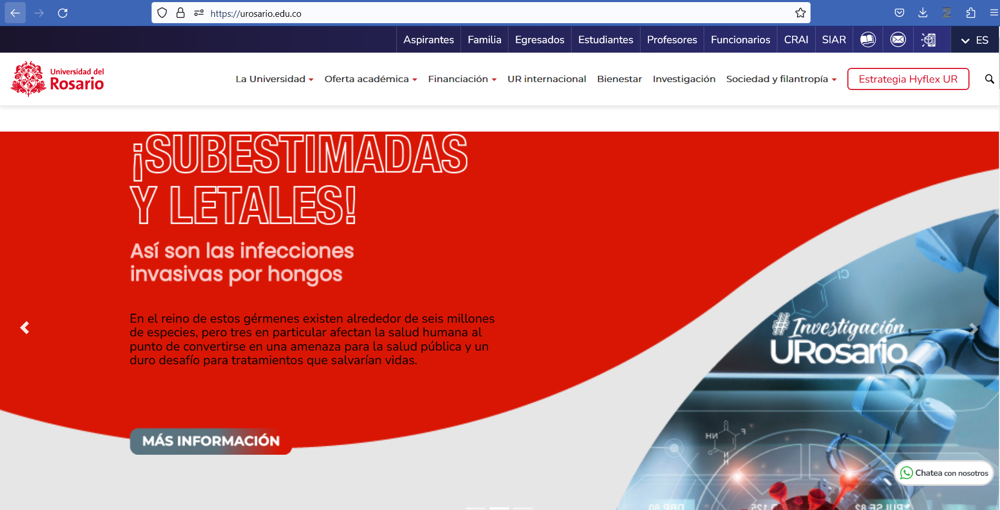 https://urosario.edu.co
Aspirantes Familia Egresados Estudiantes Profesores Funcionarios CRAI SIAR ES
Universidad del
Rosario
La Universidad Oferta académica Financiación UR internacional Bienestar Investigación Sociedad y filantropía Estrategia Hyflex UR
¡SUBESTIMADAS
Y LETALES!
Así son las infecciones
invasivas por hongos
En el reino de estos gérmenes existen alrededor de seis millones
de especies, pero tres en particular afectan la salud humana al
punto de convertirse en una amenaza para la salud pública y un
duro desafío para tratamientos que salvarían vidas.
MÁS INFORMACIÓN
Cl
#Investigación
URosario
HN
F
O
N
H
Chatea con nosotros